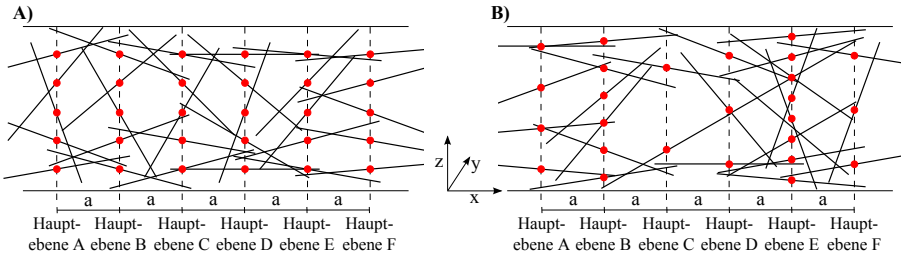 A)
a a a a a
Haupt- Haupt- Haupt- Haupt- Haupt- Haupt-
ebene A ebene B ebene C ebene D ebene E ebene F
z
y
x
B)
a a a a a
Haupt- Haupt- Haupt- Haupt- Haupt- Haupt-
ebene A ebene B ebene C ebene D ebene E ebene F